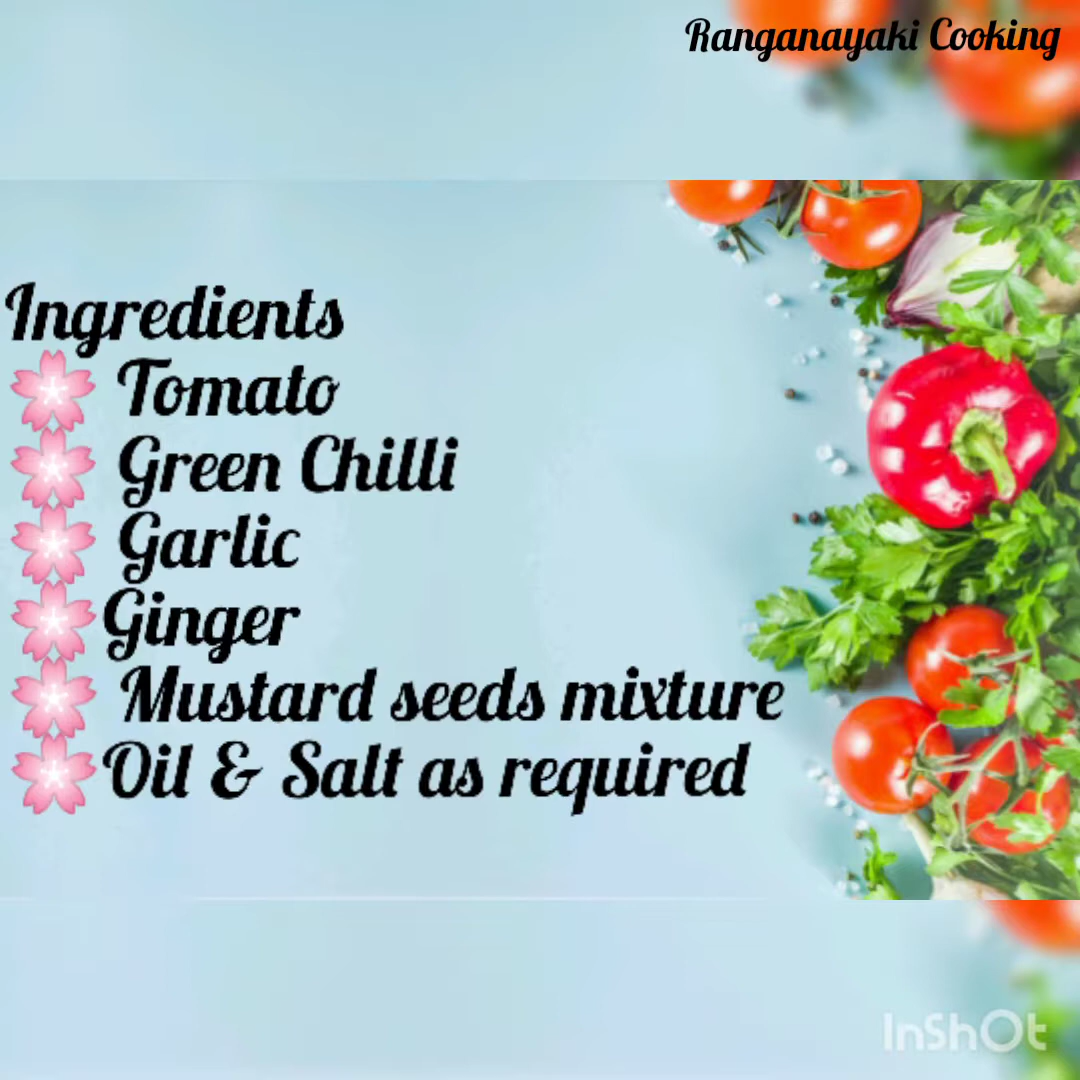 Ranganayaki Cooking
Ingredients
🌸 Tomato
🌸 Green Chilli
🌸 Garlic
🌸Ginger
🌸 Mustard seeds mixture
🌸Oil & Salt as required
InShOt